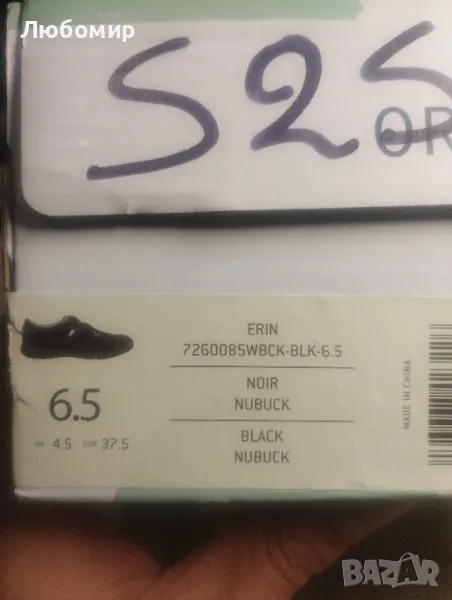 Любомир
S2S
OR
ERIN
7260085WBCK-BLK-6.5
NOIR
NUBUCK
BLACK
NUBUCK
6.5
UK 4.5 EUR 37.5
MADE IN CHINA
BAZAR